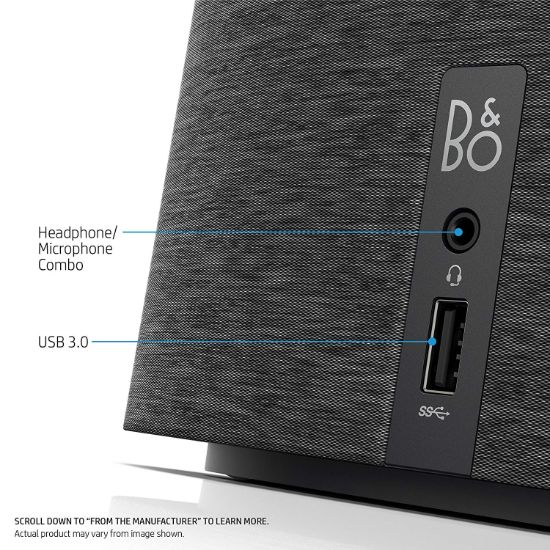 B&O
Headphone/
Microphone
Combo
USB 3.0
SS
SCROLL DOWN TO “FROM THE MANUFACTURER” TO LEARN MORE.
Actual product may vary from image shown.